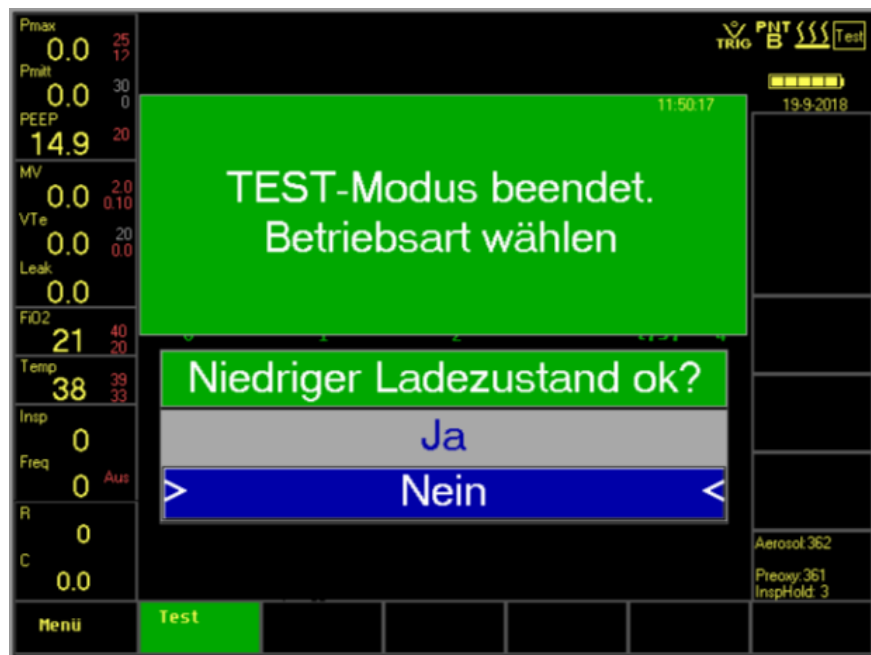 Pmax
0.0 25 12
Pmitt
0.0 30 0
PEEP
14.9 20
MV
0.0 2.0 0.10
VTe
0.0 20 0.0
Leak
0.0
FiO2
21 40 20
Temp
38 39 33
Insp
0
Freq
0 Aus
R
0
C
0.0
TRIG
PNT
B
Test
19-9-2018
11:50:17
TEST-Modus beendet.
Betriebsart wählen
Niedriger Ladezustand ok?
Ja
> Nein <
Aerosol:362
Preoxy:361
InspHold: 3
Menü
Test